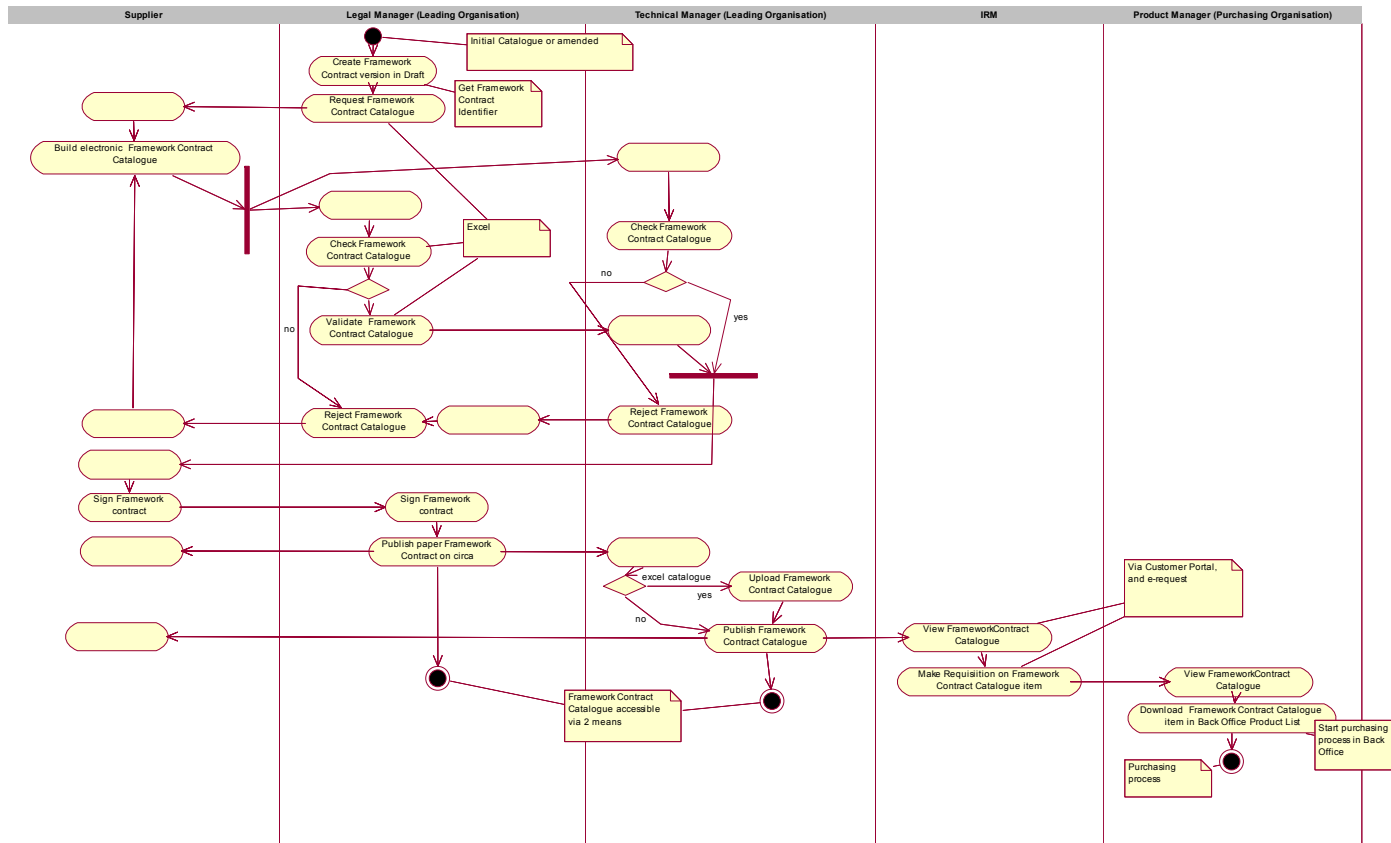 Supplier
Legal Manager (Leading Organisation)
Technical Manager (Leading Organisation)
IRM
Product Manager (Purchasing Organisation)
Initial Catalogue or amended
Create Framework
Contract version in Draft
Get Framework
Contract
Identifier
Request Framework
Contract Catalogue
Build electronic Framework Contract
Catalogue
Excel
Check Framework
Contract Catalogue
Check Framework
Contract Catalogue
no
yes
no
Validate Framework
Contract Catalogue
Reject Framework
Contract Catalogue
Reject Framework
Contract Catalogue
Sign Framework
contract
Sign Framework
contract
Publish paper Framework
Contract on circa
excel catalogue
yes
no
Upload Framework
Contract Catalogue
Via Customer Portal,
and e-request
Publish Framework
Contract Catalogue
View FrameworkContract
Catalogue
Make Requisition on Framework
Contract Catalogue item
View FrameworkContract
Catalogue
Framework Contract
Catalogue accessible
via 2 means
Download Framework Contract Catalogue
item in Back Office Product List
Start purchasing
process in Back
Office
Purchasing
process